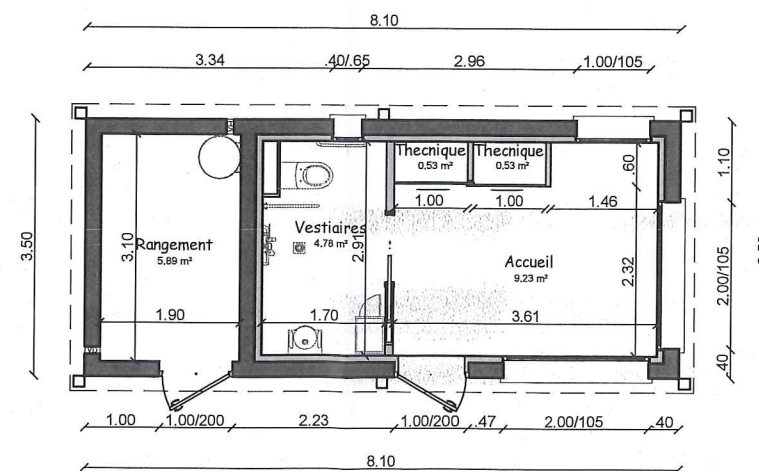 8.10
3.34 .40/.65 2.96 1.00/105
Thecnique Thecnique
0,53 m² 0,53 m²
.60
1.10
1.00 1.00 1.46
3.50
3.10
Rangement
5,89 m²
Vestiaires
4,78 m²
2.91
Accueil
9,23 m²
2.32
2.00/105
1.90 1.70 3.61
.40
1.00 1.00/200 2.23 1.00/200 .47 2.00/105 .40
8.10